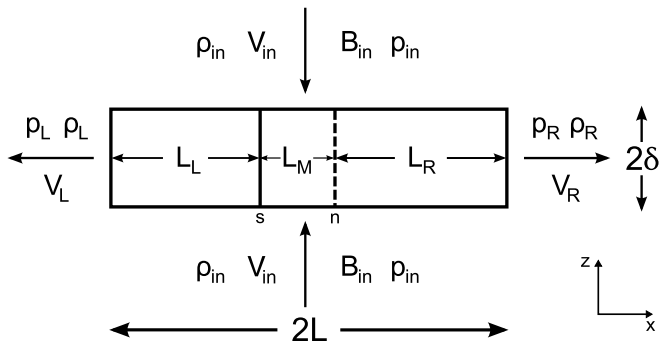 ρin Vin Bin pin
pL ρL
VL
LL LM LR
pR ρR
VR
2δ
s n
ρin Vin Bin pin
z
x
2L